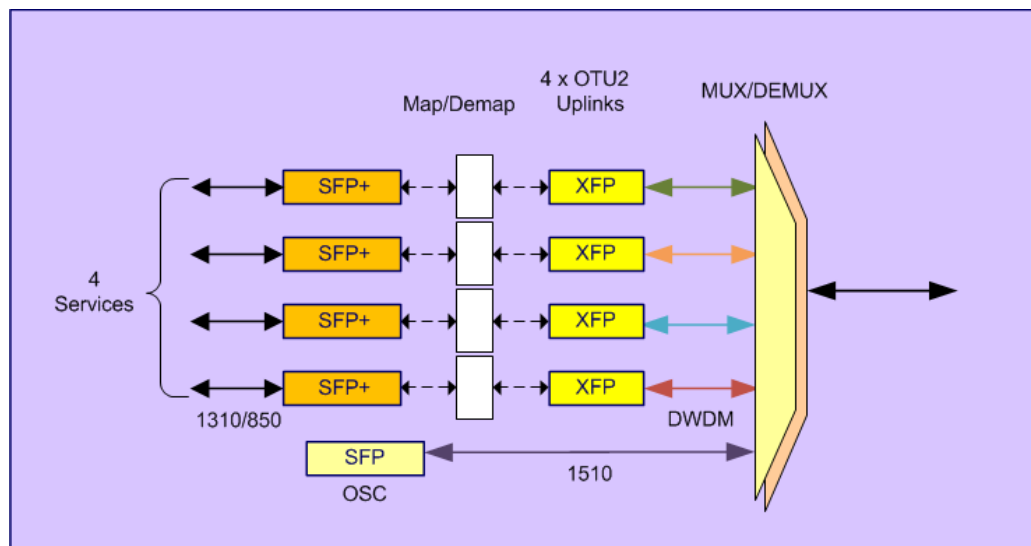 4 x OTU2
Uplinks
MUX/DEMUX
Map/Demap
SFP+
XFP
SFP+
XFP
4
Services
SFP+
XFP
SFP+
XFP
1310/850
DWDM
SFP
1510
OSC